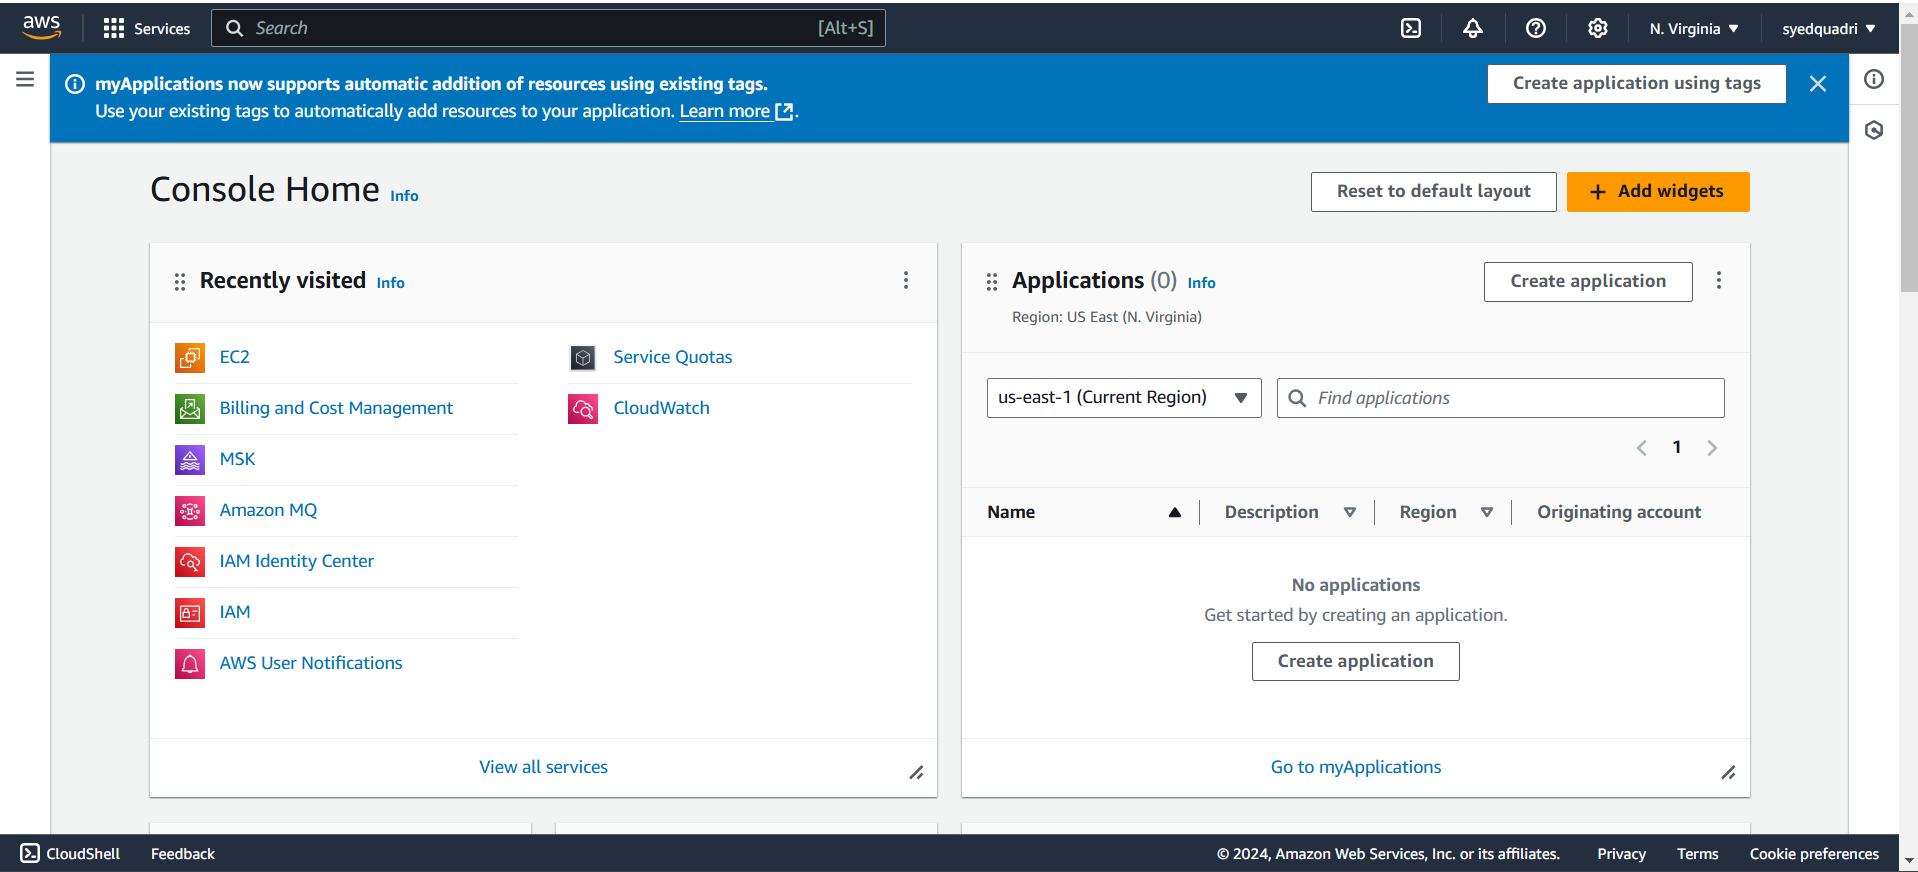 aws
Services
Search [Alt+S]
N. Virginia
syedquadri
myApplications now supports automatic addition of resources using existing tags.
Use your existing tags to automatically add resources to your application. Learn more.
Create application using tags
Console Home Info
Reset to default layout
+ Add widgets
Recently visited Info
EC2
Billing and Cost Management
MSK
Amazon MQ
IAM Identity Center
IAM
AWS User Notifications
Service Quotas
CloudWatch
View all services
Applications (0) Info
Region: US East (N. Virginia)
Create application
us-east-1 (Current Region)
Find applications
1
Name Description Region Originating account
No applications
Get started by creating an application.
Create application
Go to myApplications
CloudShell Feedback © 2024, Amazon Web Services, Inc. or its affiliates. Privacy Terms Cookie preferences